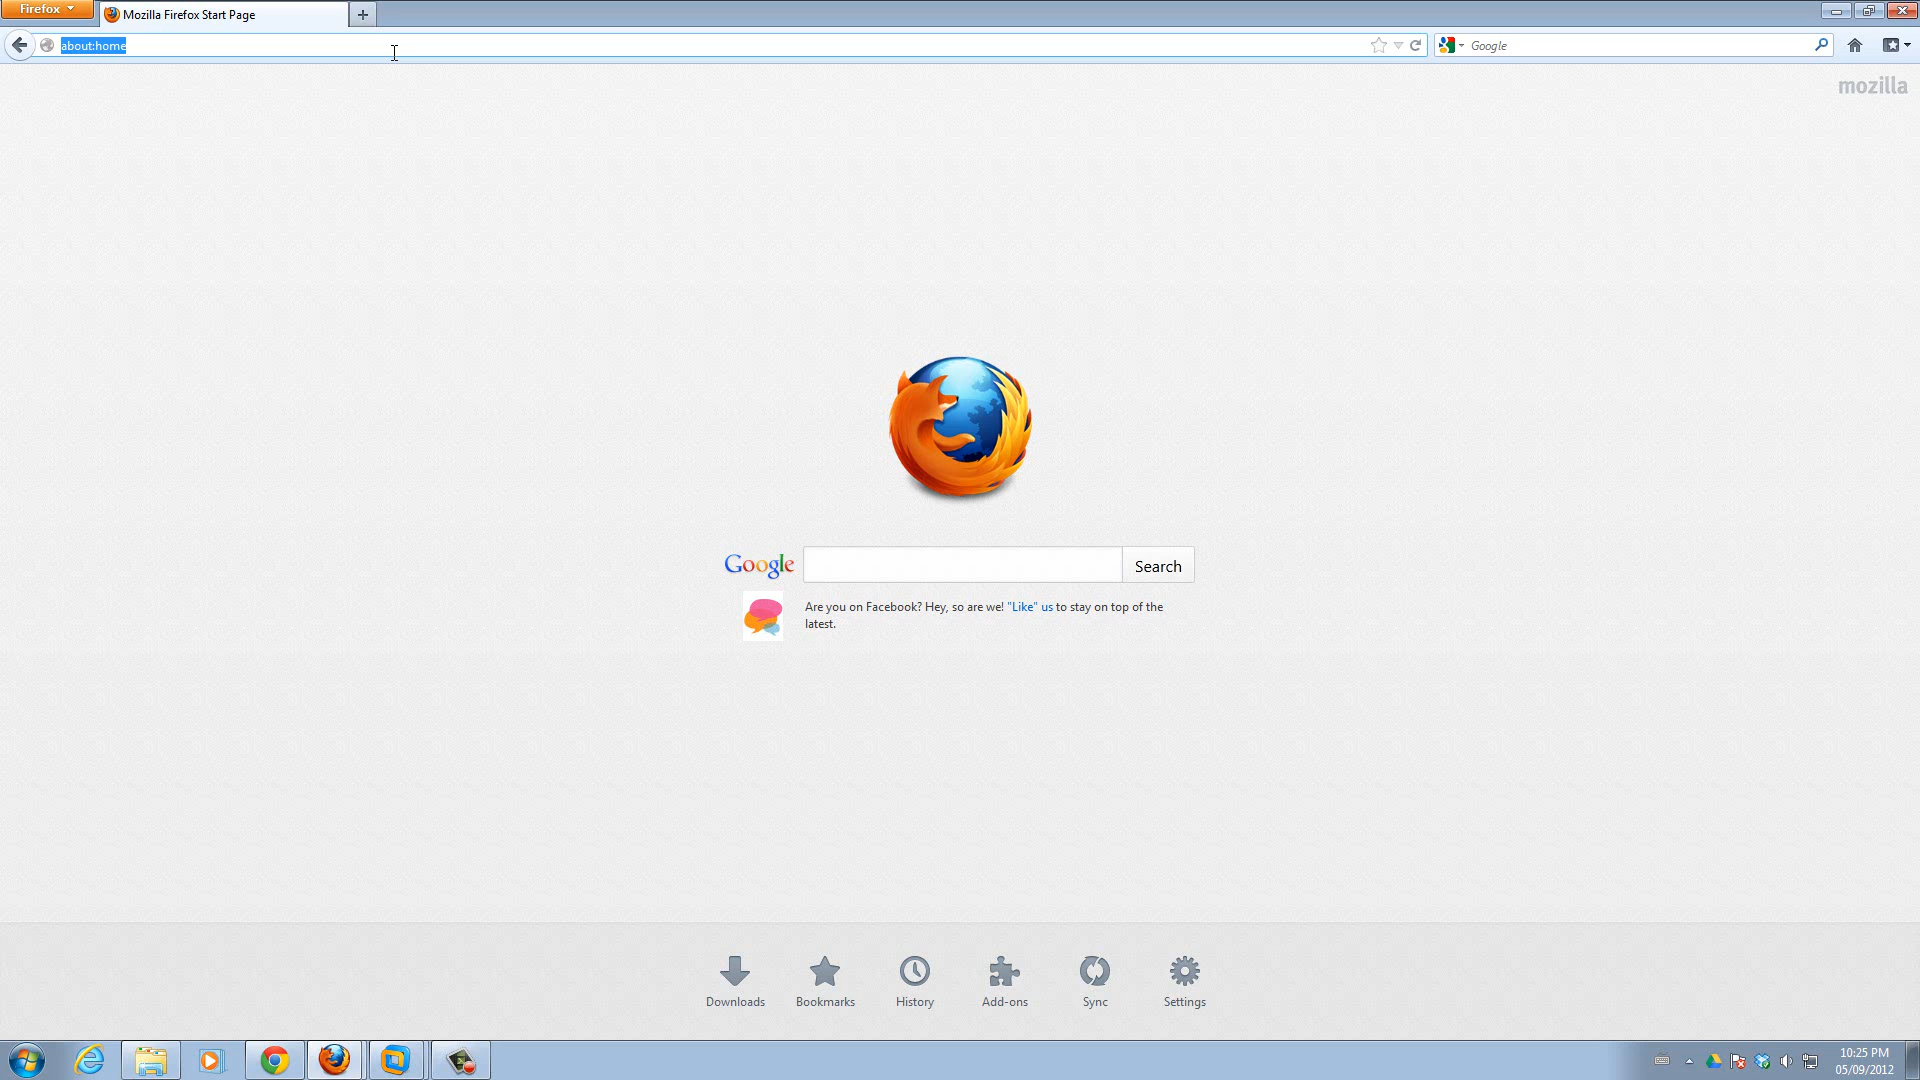 Firefox
Mozilla Firefox Start Page
about:home
Google
mozilla
Google
Search
Are you on Facebook? Hey, so are we! "Like" us to stay on top of the
latest.
Downloads
Bookmarks
History
Add-ons
Sync
Settings
10:25 PM
05/09/2012